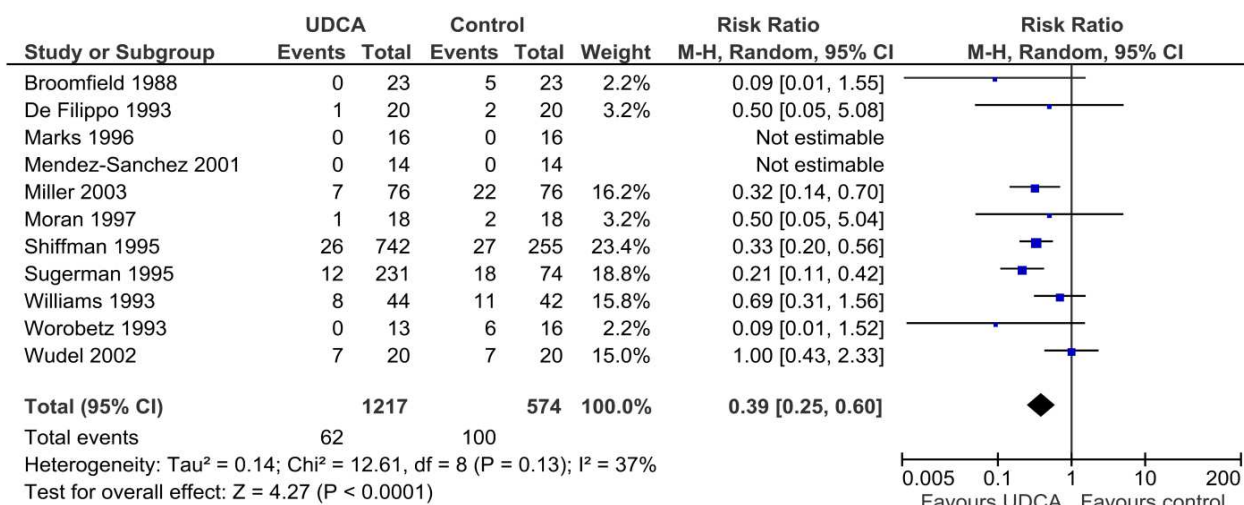 UDCA Control Risk Ratio Risk Ratio
Study or Subgroup Events Total Events Total Weight M-H, Random, 95% CI M-H, Random, 95% CI
Broomfield 1988 0 23 5 23 2.2% 0.09 [0.01, 1.55]
De Filippo 1993 1 20 2 20 3.2% 0.50 [0.05, 5.08]
Marks 1996 0 16 0 16 Not estimable
Mendez-Sanchez 2001 0 14 0 14 Not estimable
Miller 2003 7 76 22 76 16.2% 0.32 [0.14, 0.70]
Moran 1997 1 18 2 18 3.2% 0.50 [0.05, 5.04]
Shiffman 1995 26 742 27 255 23.4% 0.33 [0.20, 0.56]
Sugerman 1995 12 231 18 74 18.8% 0.21 [0.11, 0.42]
Williams 1993 8 44 11 42 15.8% 0.69 [0.31, 1.56]
Worobetz 1993 0 13 6 16 2.2% 0.09 [0.01, 1.52]
Wudel 2002 7 20 7 20 15.0% 1.00 [0.43, 2.33]
Total (95% CI) 1217 574 100.0% 0.39 [0.25, 0.60]
Total events 62 100
Heterogeneity: Tau² = 0.14; Chi² = 12.61, df = 8 (P = 0.13); I² = 37%
Test for overall effect: Z = 4.27 (P < 0.0001)
0.005 0.1 1 10 200
Favours UDCA Favours control